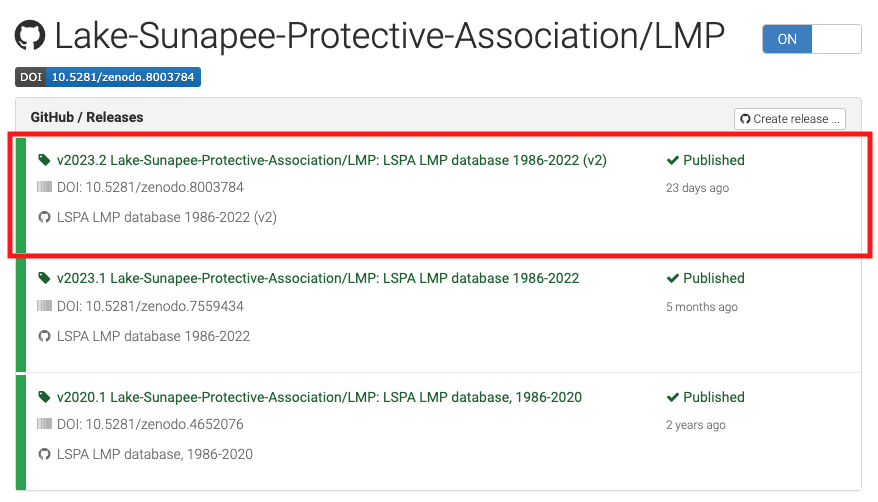 Lake-Sunapee-Protective-Association/LMP
ON
DOI 10.5281/zenodo.8003784
GitHub / Releases
Create release ...
v2023.2 Lake-Sunapee-Protective-Association/LMP: LSPA LMP database 1986-2022 (v2)
Published
DOI: 10.5281/zenodo.8003784
23 days ago
LSPA LMP database 1986-2022 (v2)
v2023.1 Lake-Sunapee-Protective-Association/LMP: LSPA LMP database 1986-2022
Published
DOI: 10.5281/zenodo.7559434
5 months ago
LSPA LMP database 1986-2022
v2020.1 Lake-Sunapee-Protective-Association/LMP: LSPA LMP database, 1986-2020
Published
DOI: 10.5281/zenodo.4652076
2 years ago
LSPA LMP database, 1986-2020